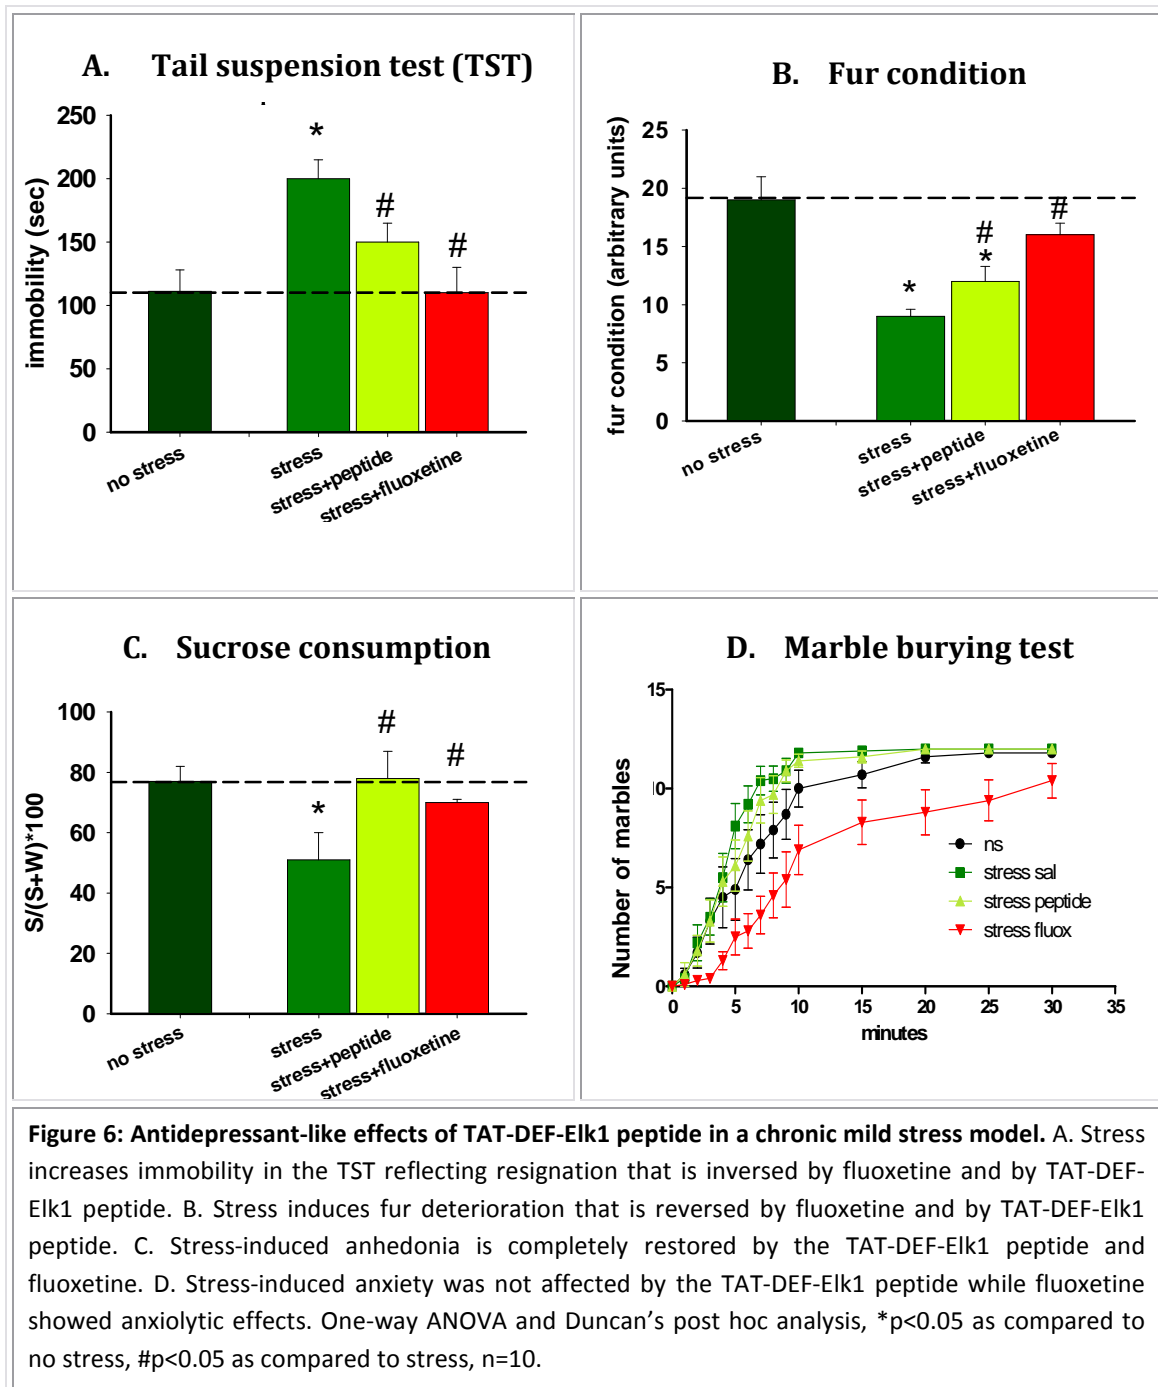 A. Tail suspension test (TST)
250
200
150
100
50
0
immobility (sec)
*
#
#
no stress
stress
stress+peptide
stress+fluoxetine
B. Fur condition
25
20
15
10
5
0
fur condition (arbitrary units)
*
#
*
#
no stress
stress
stress+peptide
stress+fluoxetine
C. Sucrose consumption
100
80
60
40
20
0
S/(S+W)*100
*
#
#
no stress
stress
stress+peptide
stress+fluoxetine
D. Marble burying test
15
10
5
0
Number of marbles
ns
stress sal
stress peptide
stress fluox
0 5 10 15 20 25 30 35
minutes
Figure 6: Antidepressant-like effects of TAT-DEF-Elk1 peptide in a chronic mild stress model. A. Stress
increases immobility in the TST reflecting resignation that is inversed by fluoxetine and by TAT-DEF-
Elk1 peptide. B. Stress induces fur deterioration that is reversed by fluoxetine and by TAT-DEF-Elk1
peptide. C. Stress-induced anhedonia is completely restored by the TAT-DEF-Elk1 peptide and
fluoxetine. D. Stress-induced anxiety was not affected by the TAT-DEF-Elk1 peptide while fluoxetine
showed anxiolytic effects. One-way ANOVA and Duncan’s post hoc analysis, *p<0.05 as compared to
no stress, #p<0.05 as compared to stress, n=10.